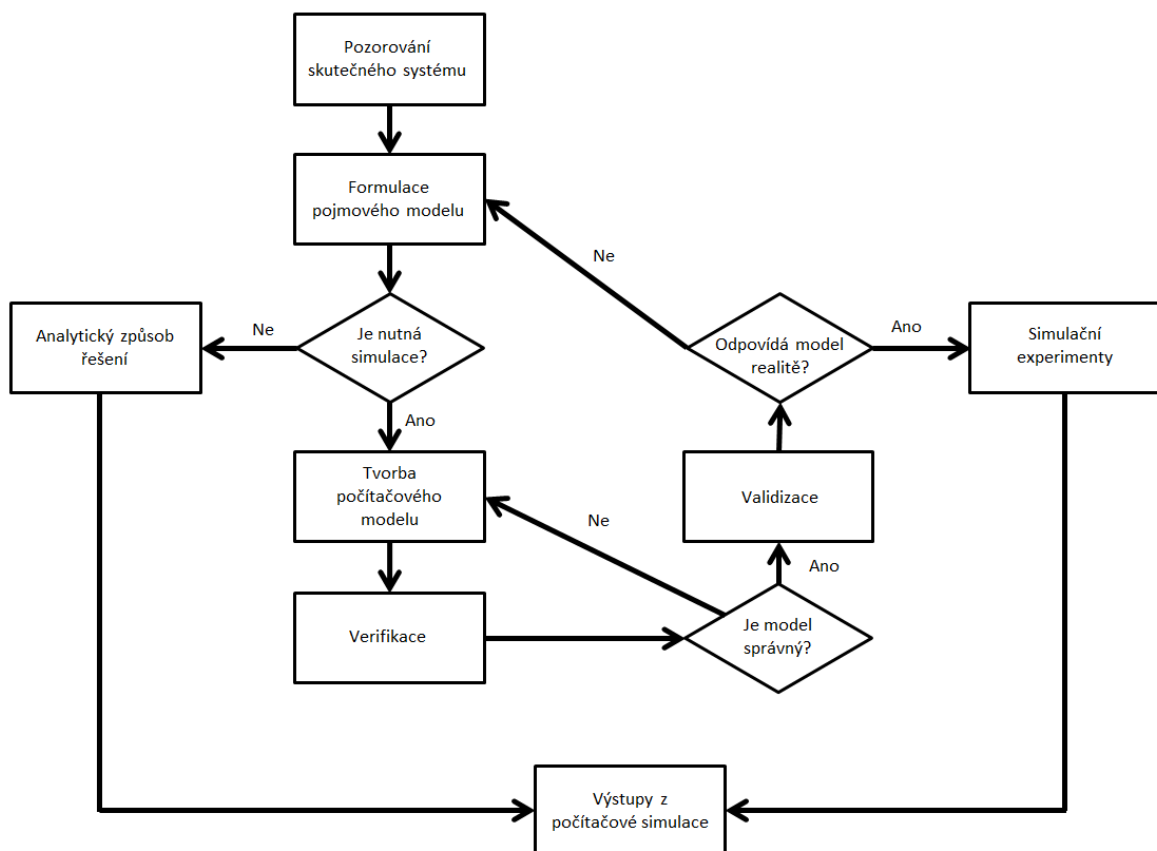 Pozorování
skutečného systému
Formulace
pojmového modelu
Ne
Ne
Analytický způsob
řešení
Je nutná
simulace?
Odpovídá model
realitě?
Ano
Simulační
experimenty
Ano
Tvorba
počítačového
modelu
Ne
Validizace
Ano
Verifikace
Je model
správný?
Výstupy z
počítačové simulace